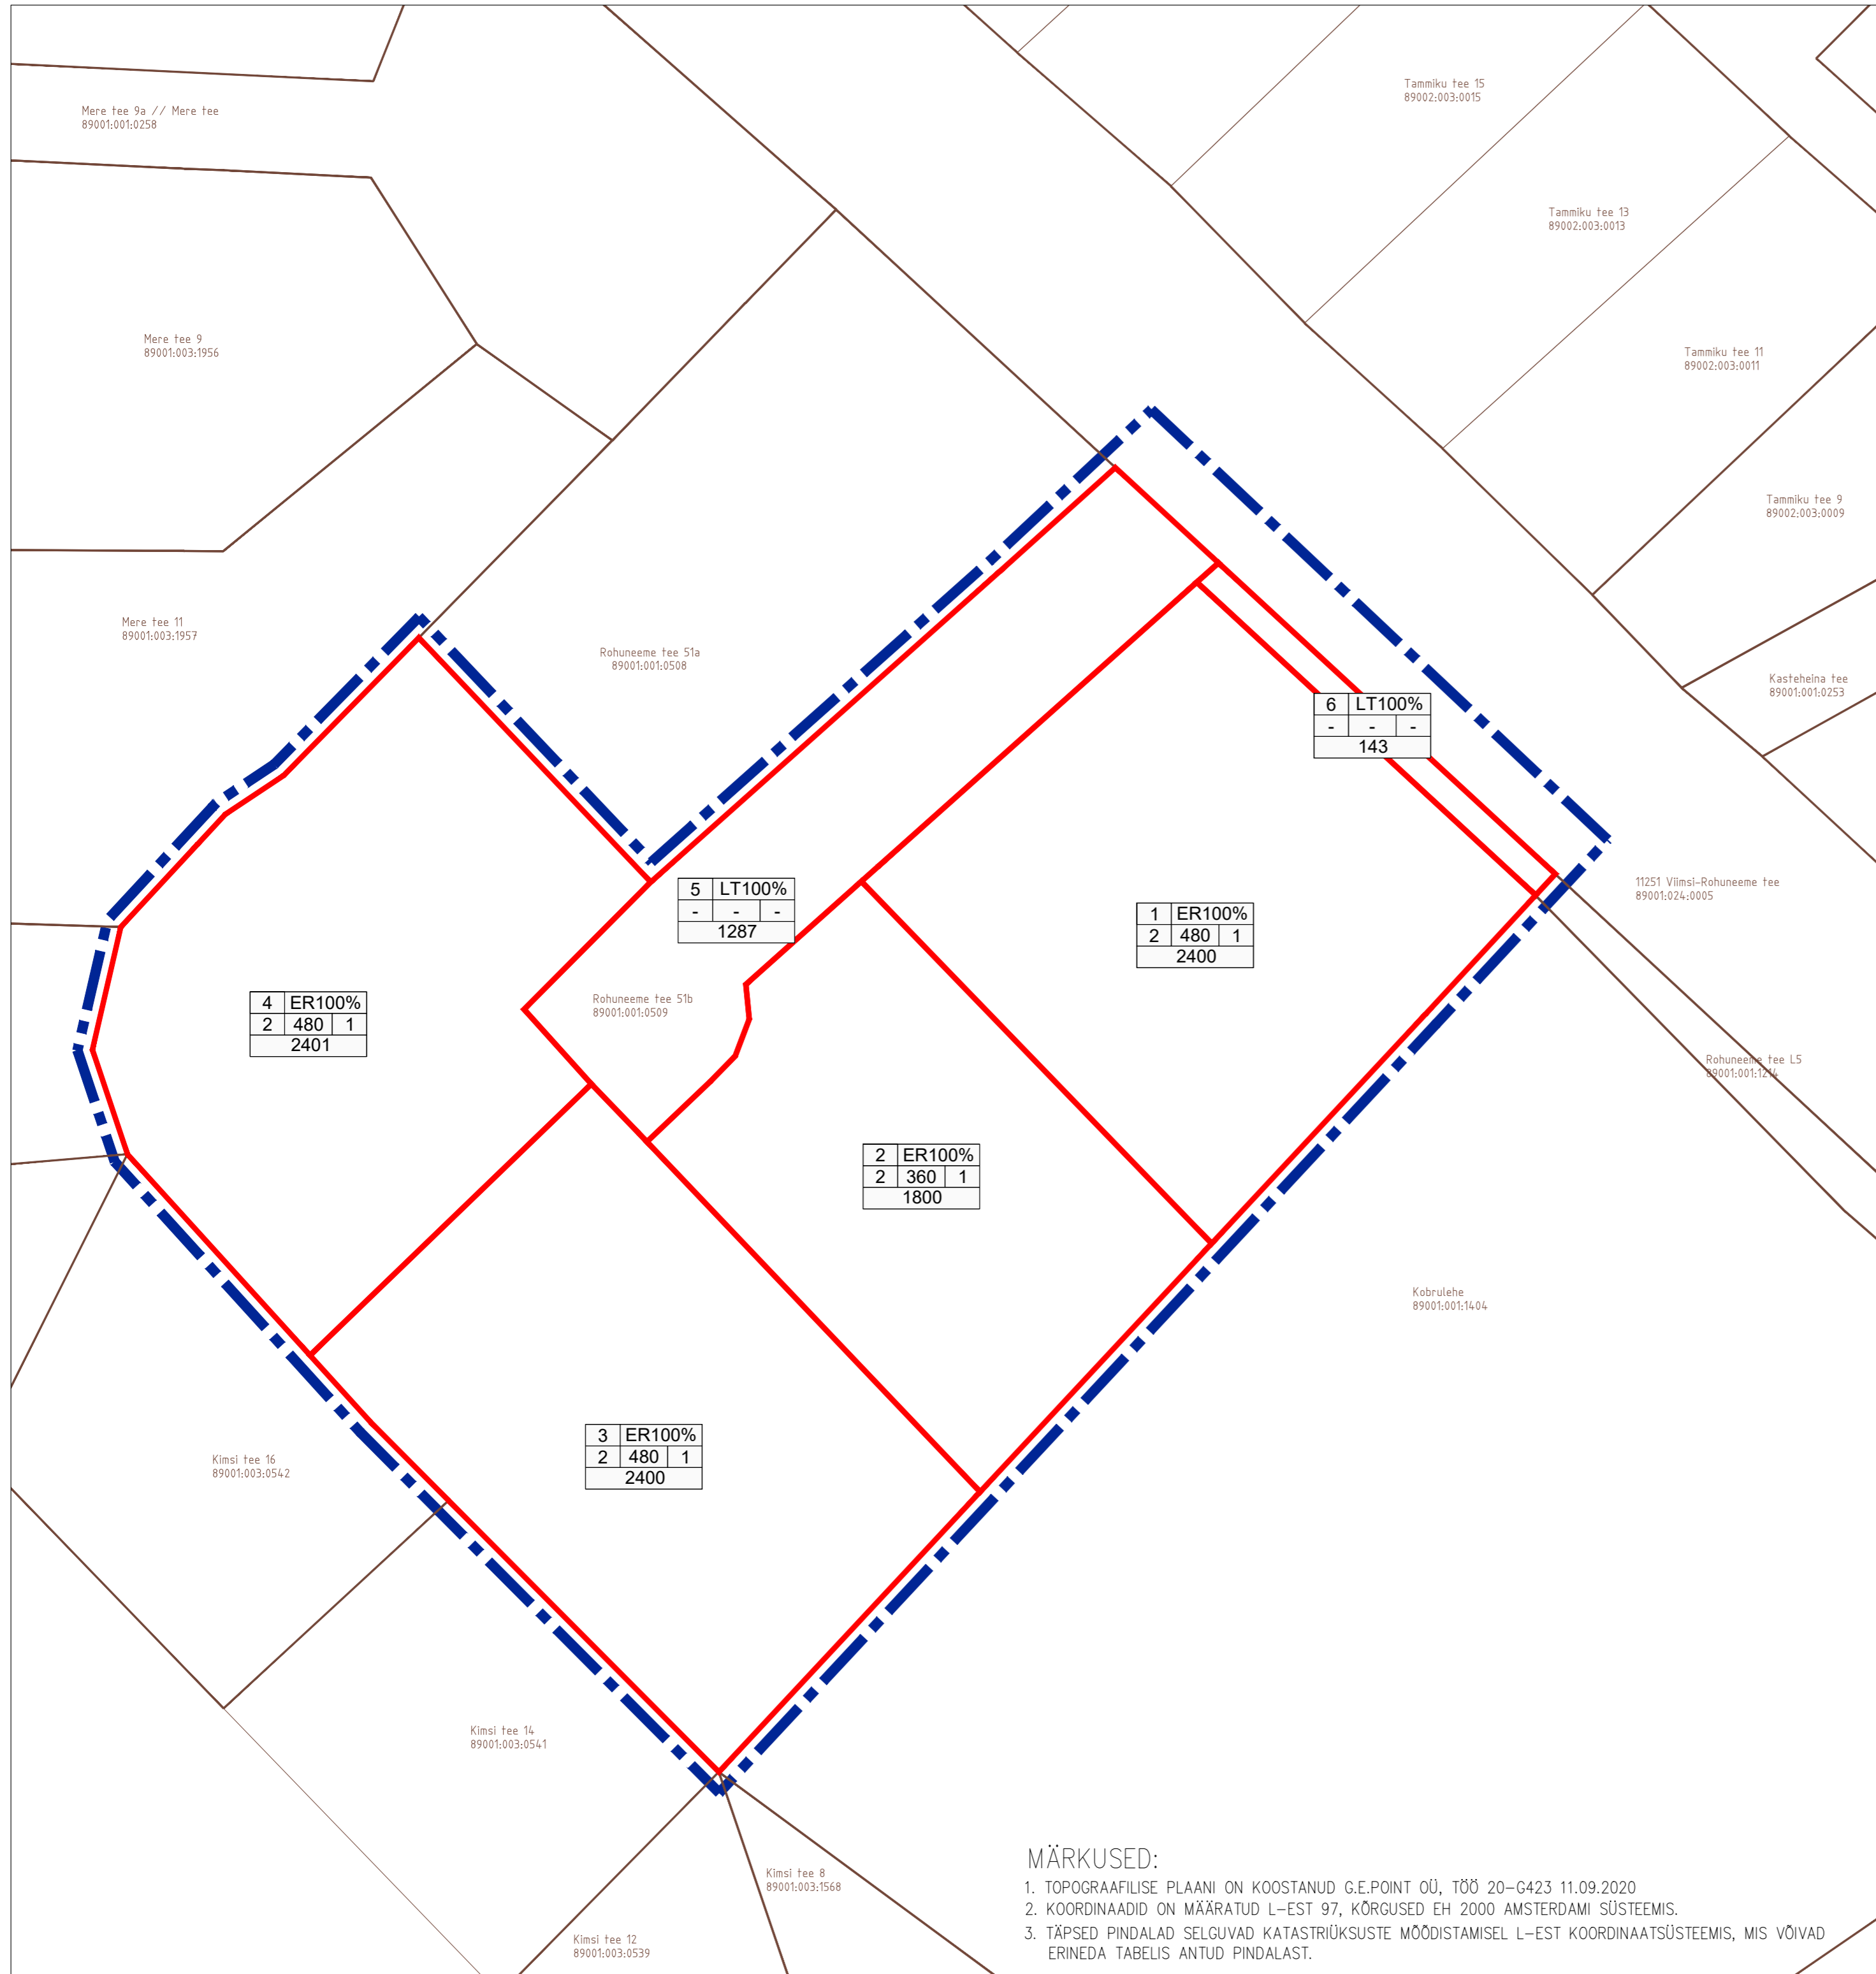 Tammiku tee 15
89002:003:0015
Mere tee 9a // Mere tee
89001:001:0258
Tammiku tee 13
89002:003:0013
Mere tee 9
89001:003:1956
Tammiku tee 11
89002:003:0011
Tammiku tee 9
89002:003:0009
Mere tee 11
89001:003:1957
Rohuneeme tee 51a
89001:001:0508
Kasteheina tee
89001:001:0253
6 LT100%
- - -
143
5 LT100%
- - -
1287
11251 Viimsi-Rohuneeme tee
89001:024:0005
1 ER100%
2 480 1
2400
4 ER100%
2 480 1
2401
Rohuneeme tee 51b
89001:001:0509
Rohuneeme tee L5
89001:001:1214
2 ER100%
2 360 1
1800
Kobrulehe
89001:001:1404
3 ER100%
2 480 1
2400
Kimsi tee 16
89001:003:0542
Kimsi tee 14
89001:003:0541
Kimsi tee 8
89001:003:1568
Kimsi tee 12
89001:003:0539
MÄRKUSED:
1. TOPOGRAAFILISE PLAANI ON KOOSTANUD G.E.POINT OÜ, TÖÖ 20-G423 11.09.2020
2. KOORDINAADID ON MÄÄRATUD L-EST 97, KÕRGUSED EH 2000 AMSTERDAMI SÜSTEEMIS.
3. TÄPSED PINDALAD SELGUVAD KATASTRIÜKSUSTE MÕÕDISTAMISEL L-EST KOORDINAATSÜSTEEMIS, MIS VÕIVAD
ERINEDA TABELIS ANTUD PINDALAST.